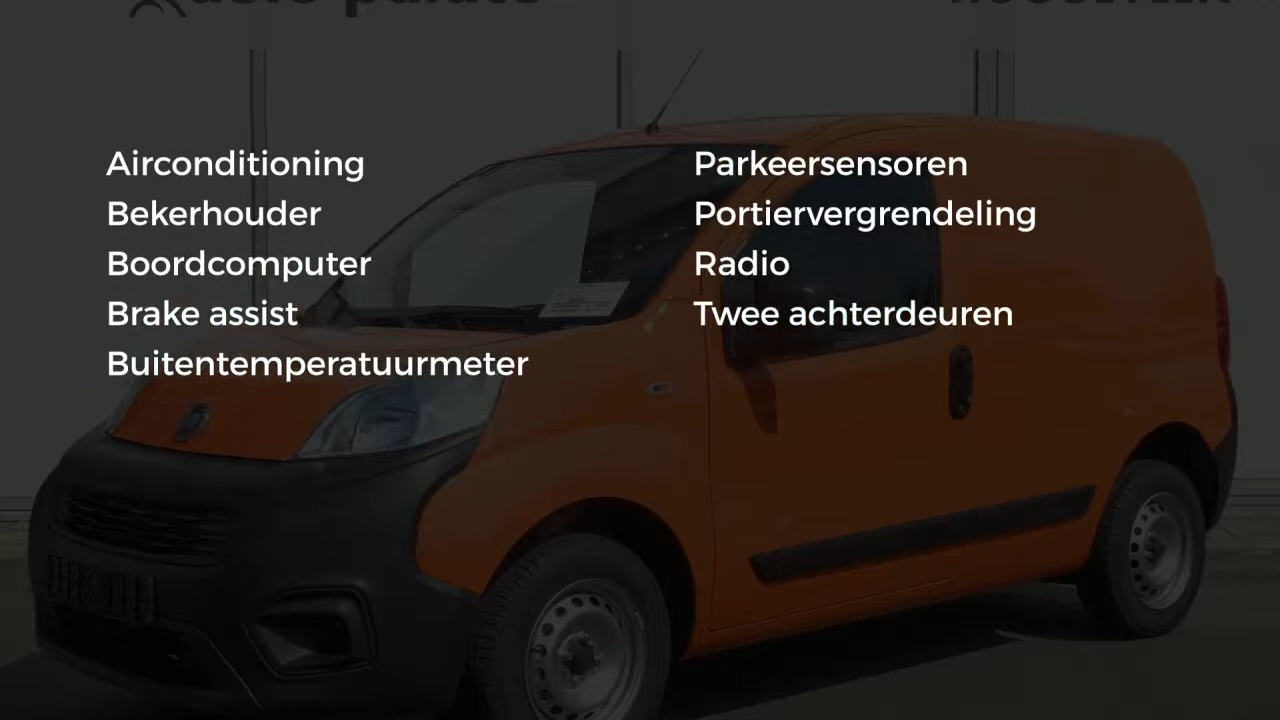 Airconditioning
Bekerhouder
Boordcomputer
Brake assist
Buitentemperatuurmeter
Parkeersensoren
Portiervergrendeling
Radio
Twee achterdeuren